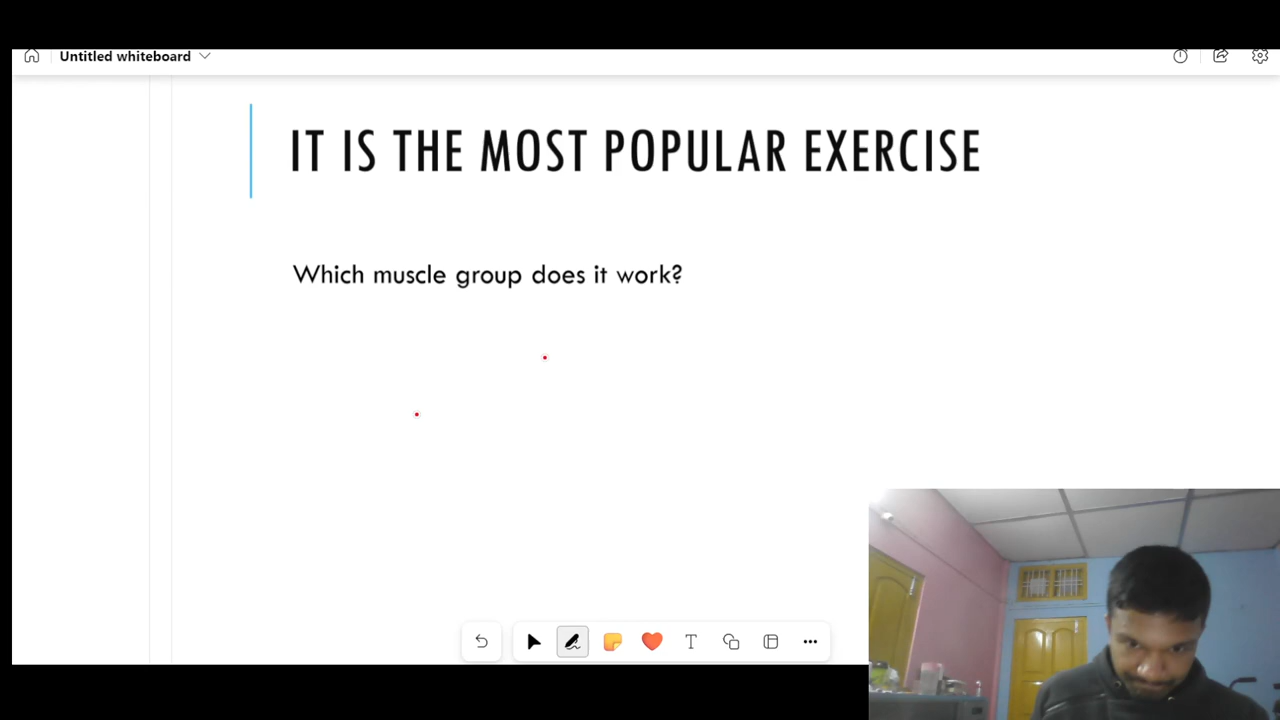 Untitled whiteboard
IT IS THE MOST POPULAR EXERCISE
Which muscle group does it work?
T